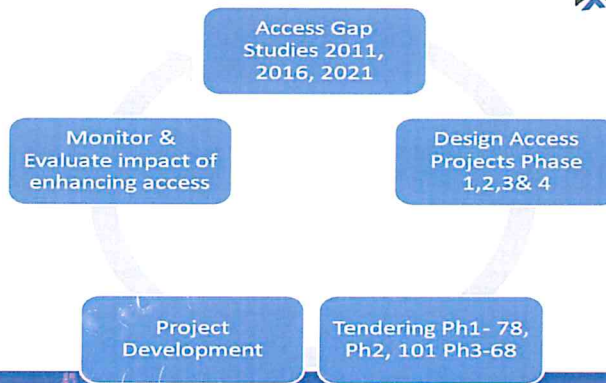 Access Gap
Studies 2011,
2016, 2021
Design Access
Projects Phase
1,2,3& 4
Tendering Ph1- 78,
Ph2, 101 Ph3-68
Project
Development
Monitor &
Evaluate impact of
enhancing access